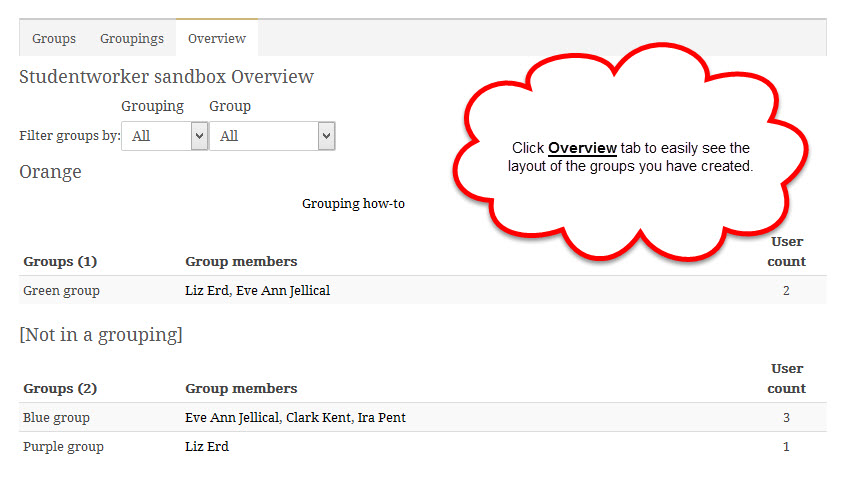 Groups Groupings Overview
Studentworker sandbox Overview
Grouping Group
Filter groups by: All All
Click Overview tab to easily see the
layout of the groups you have created.
Orange
Grouping how-to
User
Groups (1) Group members count
Green group Liz Erd, Eve Ann Jellical 2
[Not in a grouping]
User
Groups (2) Group members count
Blue group Eve Ann Jellical, Clark Kent, Ira Pent 3
Purple group Liz Erd 1